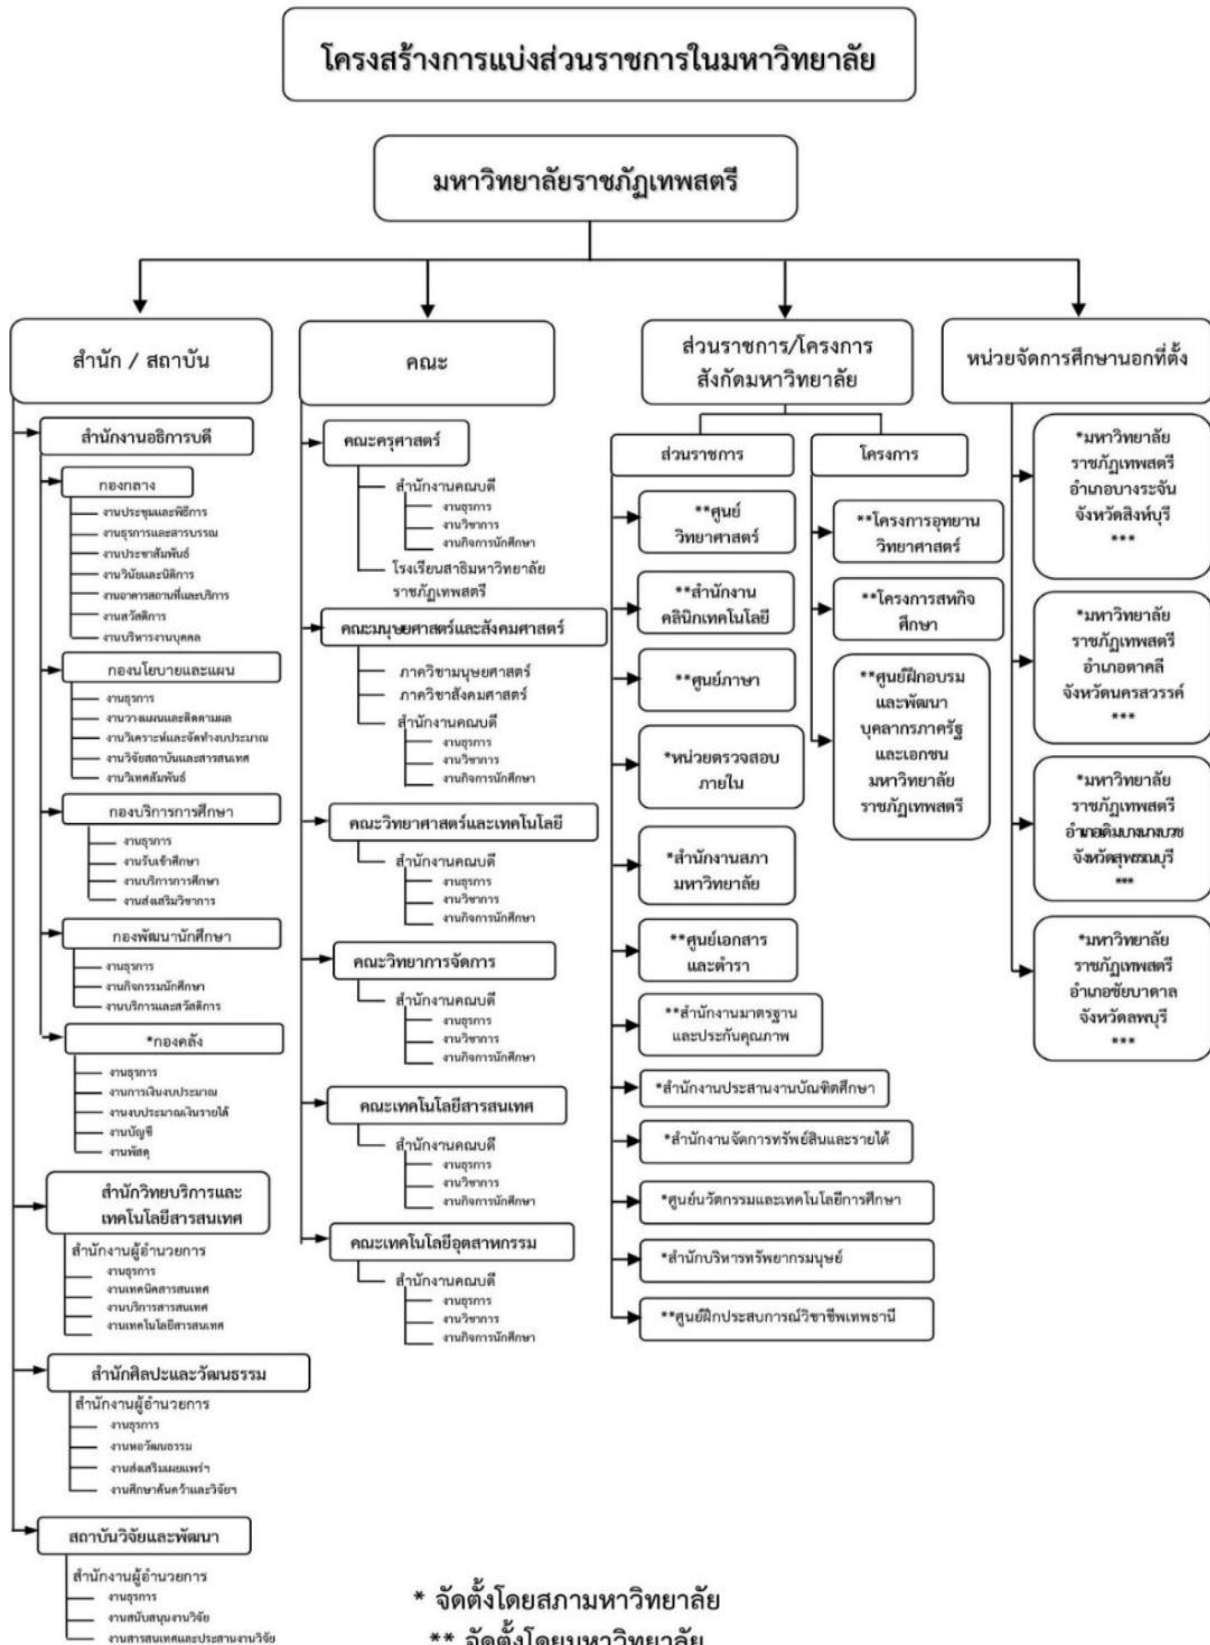 โครงสร้างการแบ่งส่วนราชการในมหาวิทยาลัย
มหาวิทยาลัยราชภัฏเทพสตรี
สำนัก / สถาบัน
สำนักงานอธิการบดี
กองกลาง
งานประชุมและพิธีการ
งานธุรการและสารบรรณ
งานประชาสัมพันธ์
งานวินัยและนิติการ
งานอาคารสถานที่และบริการ
งานสวัสดิการ
งานบริหารงานบุคคล
กองนโยบายและแผน
งานธุรการ
งานวางแผนและติดตามผล
งานวิเคราะห์และจัดทำงบประมาณ
งานวิจัยสถาบันและสารสนเทศ
งานวิเทศสัมพันธ์
กองบริการการศึกษา
งานธุรการ
งานรับเข้าศึกษา
งานบริการการศึกษา
งานส่งเสริมวิชาการ
กองพัฒนานักศึกษา
งานธุรการ
งานกิจกรรมนักศึกษา
งานบริการและสวัสดิการ
*กองคลัง
งานธุรการ
งานการเงินงบประมาณ
งานงบประมาณเงินรายได้
งานบัญชี
งานพัสดุ
สำนักวิทยบริการและ
เทคโนโลยีสารสนเทศ
สำนักงานผู้อำนวยการ
งานธุรการ
งานเทคนิคสารสนเทศ
งานบริการสารสนเทศ
งานเทคโนโลยีสารสนเทศ
สำนักศิลปะและวัฒนธรรม
สำนักงานผู้อำนวยการ
งานธุรการ
งานหอวัฒนธรรม
งานส่งเสริมเผยแพร่ฯ
งานศึกษาค้นคว้าและวิจัยฯ
สถาบันวิจัยและพัฒนา
สำนักงานผู้อำนวยการ
งานธุรการ
งานสนับสนุนงานวิจัย
งานสารสนเทศและประสานงานวิจัย
คณะ
คณะครุศาสตร์
สำนักงานคณบดี
งานธุรการ
งานวิชาการ
งานกิจการนักศึกษา
โรงเรียนสาธิตมหาวิทยาลัย
ราชภัฏเทพสตรี
คณะมนุษยศาสตร์และสังคมศาสตร์
ภาควิชามนุษยศาสตร์
ภาควิชาสังคมศาสตร์
สำนักงานคณบดี
งานธุรการ
งานวิชาการ
งานกิจการนักศึกษา
คณะวิทยาศาสตร์และเทคโนโลยี
สำนักงานคณบดี
งานธุรการ
งานวิชาการ
งานกิจการนักศึกษา
คณะวิทยาการจัดการ
สำนักงานคณบดี
งานธุรการ
งานวิชาการ
งานกิจการนักศึกษา
คณะเทคโนโลยีสารสนเทศ
สำนักงานคณบดี
งานธุรการ
งานวิชาการ
งานกิจการนักศึกษา
คณะเทคโนโลยีอุตสาหกรรม
สำนักงานคณบดี
งานธุรการ
งานวิชาการ
งานกิจการนักศึกษา
ส่วนราชการ/โครงการ
สังกัดมหาวิทยาลัย
ส่วนราชการ
**ศูนย์
วิทยาศาสตร์
**สำนักงาน
คลินิกเทคโนโลยี
**ศูนย์ภาษา
*หน่วยตรวจสอบ
ภายใน
*สำนักงานสภา
มหาวิทยาลัย
**ศูนย์เอกสาร
และตำรา
**สำนักงานมาตรฐาน
และประกันคุณภาพ
*สำนักงานประสานงานบัณฑิตศึกษา
*สำนักงานจัดการทรัพย์สินและรายได้
*ศูนย์นวัตกรรมและเทคโนโลยีการศึกษา
*สำนักบริหารทรัพยากรมนุษย์
**ศูนย์ฝึกประสบการณ์วิชาชีพเทพธานี
โครงการ
**โครงการอุทยาน
วิทยาศาสตร์
**โครงการสหกิจ
ศึกษา
**ศูนย์ฝึกอบรม
และพัฒนา
บุคลากรภาครัฐ
และเอกชน
มหาวิทยาลัย
ราชภัฏเทพสตรี
หน่วยจัดการศึกษานอกที่ตั้ง
*มหาวิทยาลัย
ราชภัฏเทพสตรี
อำเภอบางระจัน
จังหวัดสิงห์บุรี
***
*มหาวิทยาลัย
ราชภัฏเทพสตรี
อำเภอตาคลี
จังหวัดนครสวรรค์
***
*มหาวิทยาลัย
ราชภัฏเทพสตรี
อำเภอเดิมบางนางบวช
จังหวัดสุพรรณบุรี
***
*มหาวิทยาลัย
ราชภัฏเทพสตรี
อำเภอชัยบาดาล
จังหวัดลพบุรี
***
* จัดตั้งโดยสภามหาวิทยาลัย
** จัดตั้งโดยมหาวิทยาลัย